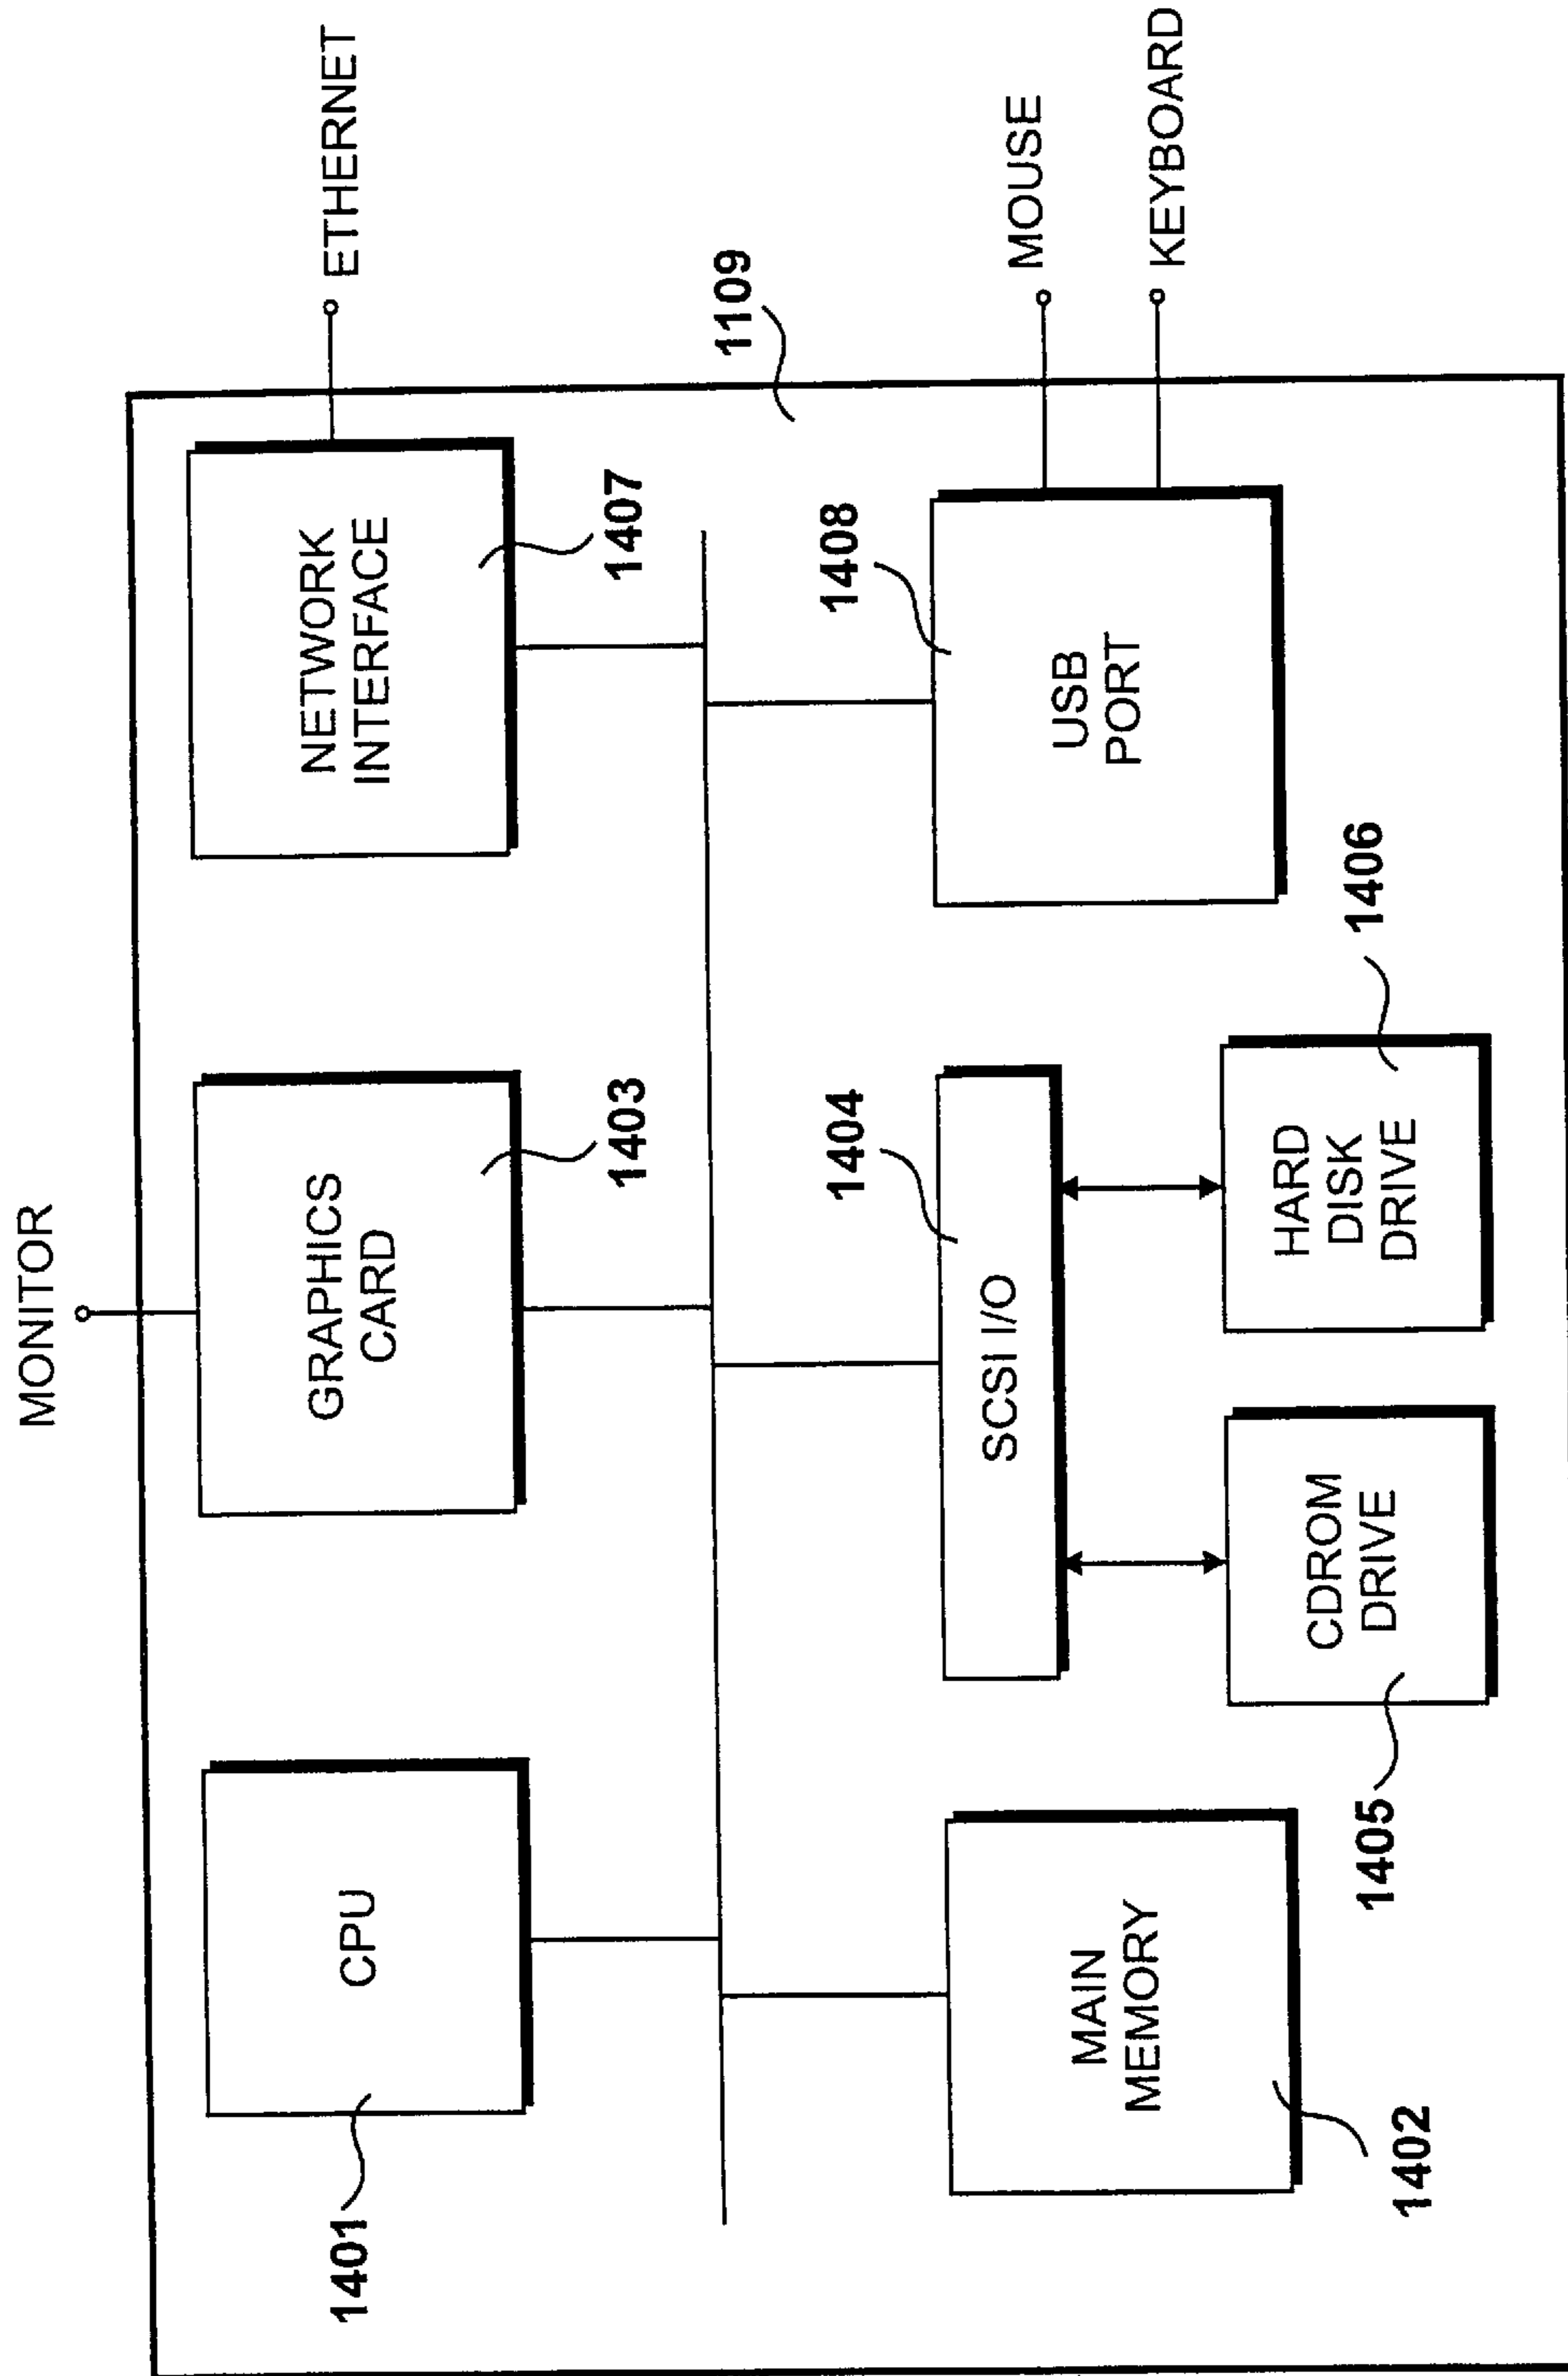 MONITOR
ETHERNET
1401
CPU
GRAPHICS
CARD
1403
NETWORK
INTERFACE
1407
1109
1404
1408
SCSI I/O
USB
PORT
MOUSE
KEYBOARD
MAIN
MEMORY
1402
CDROM
DRIVE
1405
HARD
DISK
DRIVE
1406